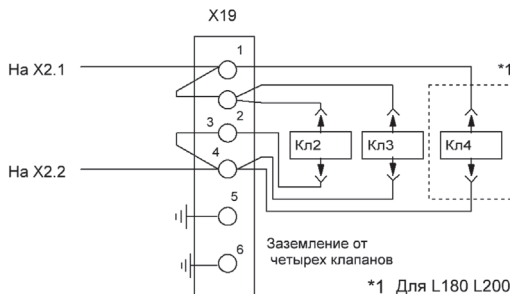 X19
1
На X2.1
*1
2
3
Кл2
Кл3
Кл4
4
На X2.2
5
Заземление от
четырех клапанов
6
*1 Для L180 L200